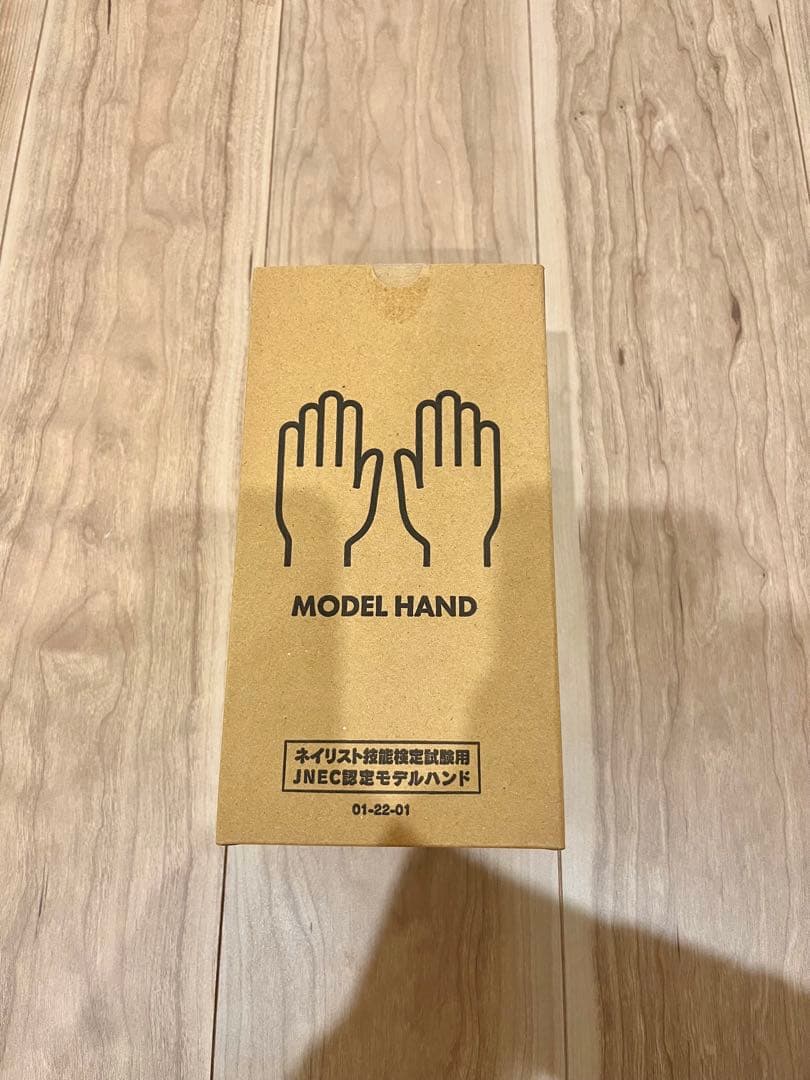 MODEL HAND
ネイリスト技能検定試験用
JNEC認定モデルハンド
01-22-01